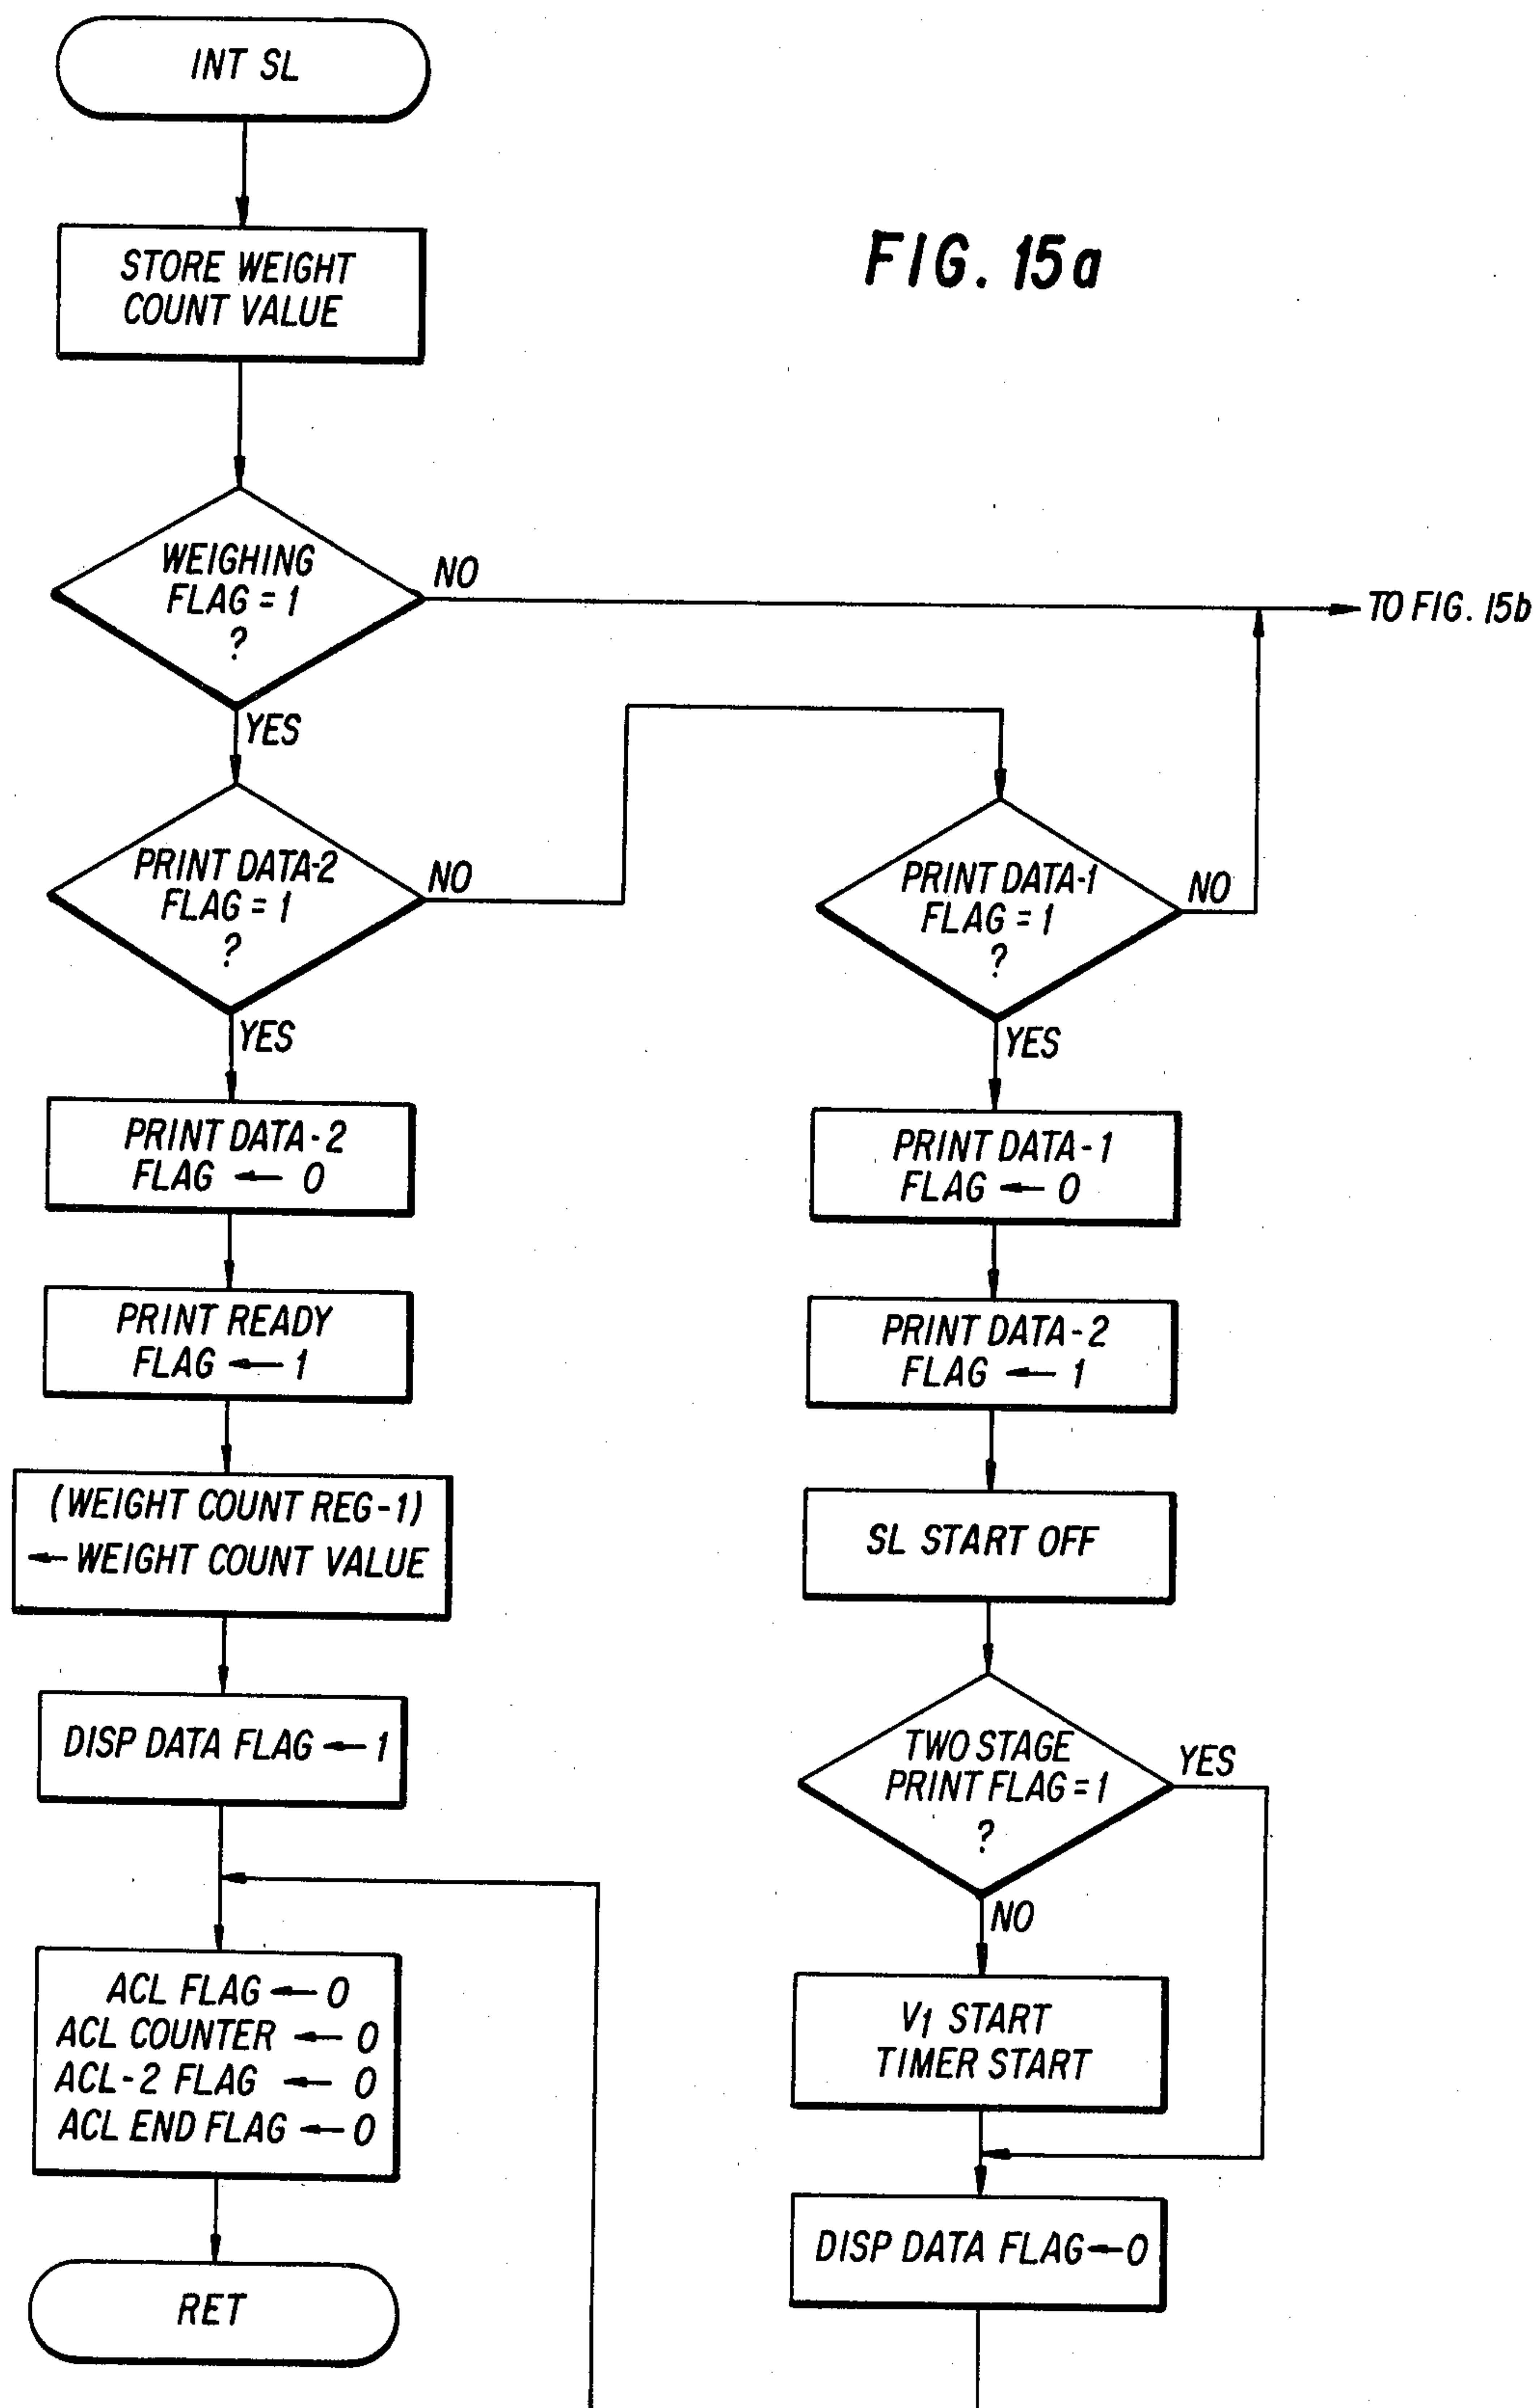 INT SL
STORE WEIGHT
COUNT VALUE
FIG. 15a
WEIGHING
FLAG = 1
?
NO
TO FIG. 15b
YES
PRINT DATA-2
FLAG = 1
?
NO
YES
PRINT DATA-2
FLAG ← 0
PRINT READY
FLAG ← 1
(WEIGHT COUNT REG-1)
← WEIGHT COUNT VALUE
DISP DATA FLAG ← 1
ACL FLAG ← 0
ACL COUNTER ← 0
ACL-2 FLAG ← 0
ACL END FLAG ← 0
RET
PRINT DATA-1
FLAG = 1
?
NO
YES
PRINT DATA-1
FLAG ← 0
PRINT DATA-2
FLAG ← 1
SL START OFF
TWO STAGE
PRINT FLAG = 1
?
YES
NO
V1 START
TIMER START
DISP DATA FLAG ← 0